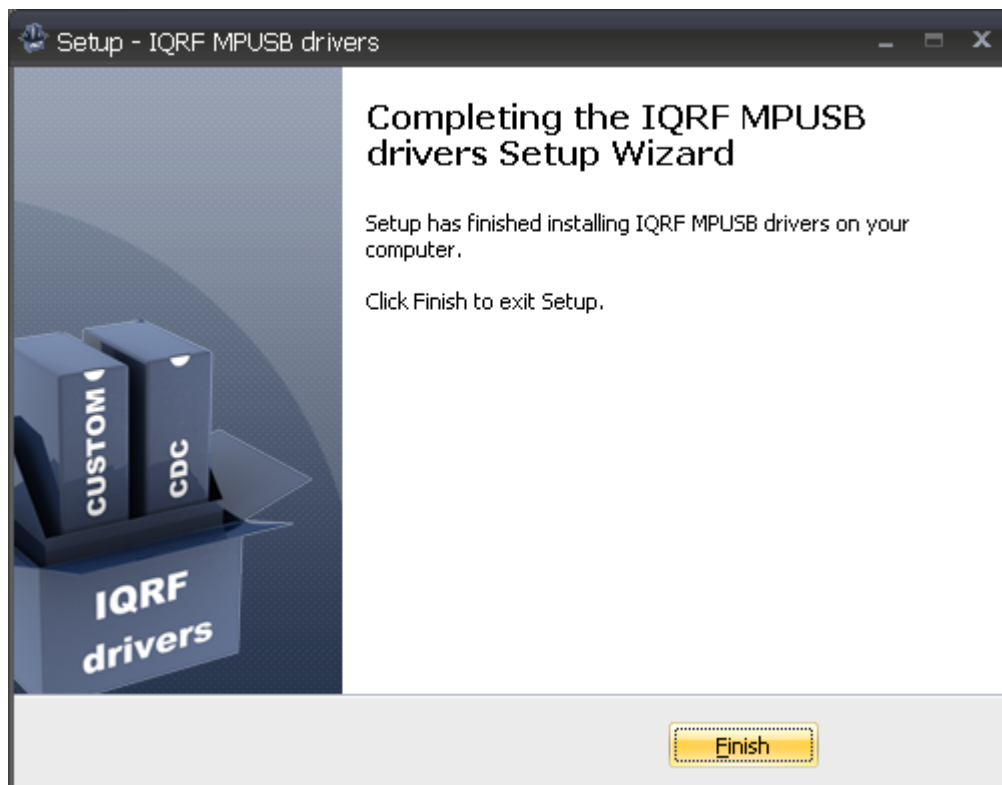 Setup - IQRF MPUSB drivers
Completing the IQRF MPUSB
drivers Setup Wizard
Setup has finished installing IQRF MPUSB drivers on your
computer.
Click Finish to exit Setup.
CUSTOM
CDC
IQRF
drivers
Finish